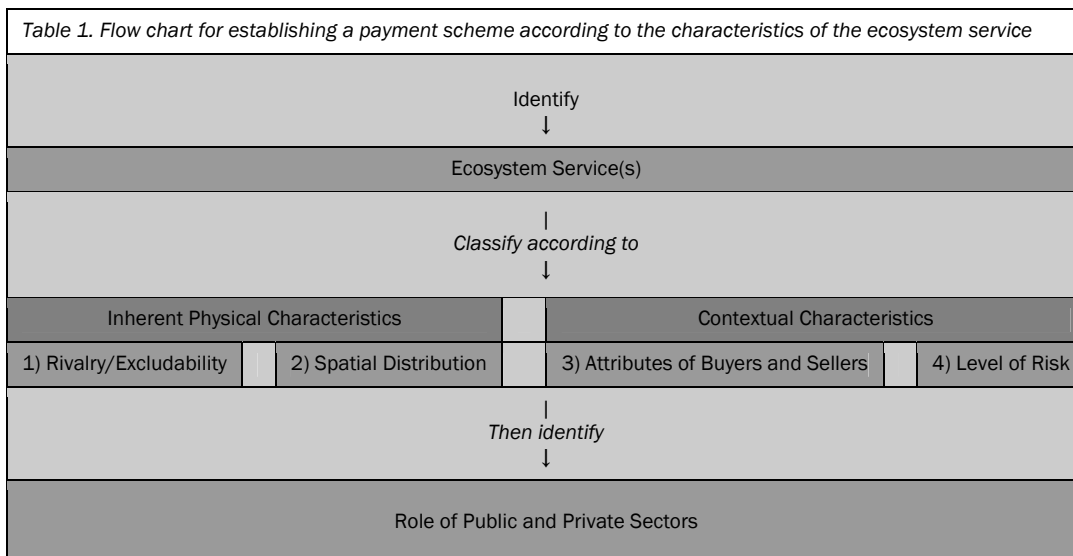 Table 1. Flow chart for establishing a payment scheme according to the characteristics of the ecosystem service
Identify
↓
Ecosystem Service(s)
|
Classify according to
↓
Inherent Physical Characteristics Contextual Characteristics
1) Rivalry/Excludability 2) Spatial Distribution 3) Attributes of Buyers and Sellers 4) Level of Risk
|
Then identify
↓
Role of Public and Private Sectors